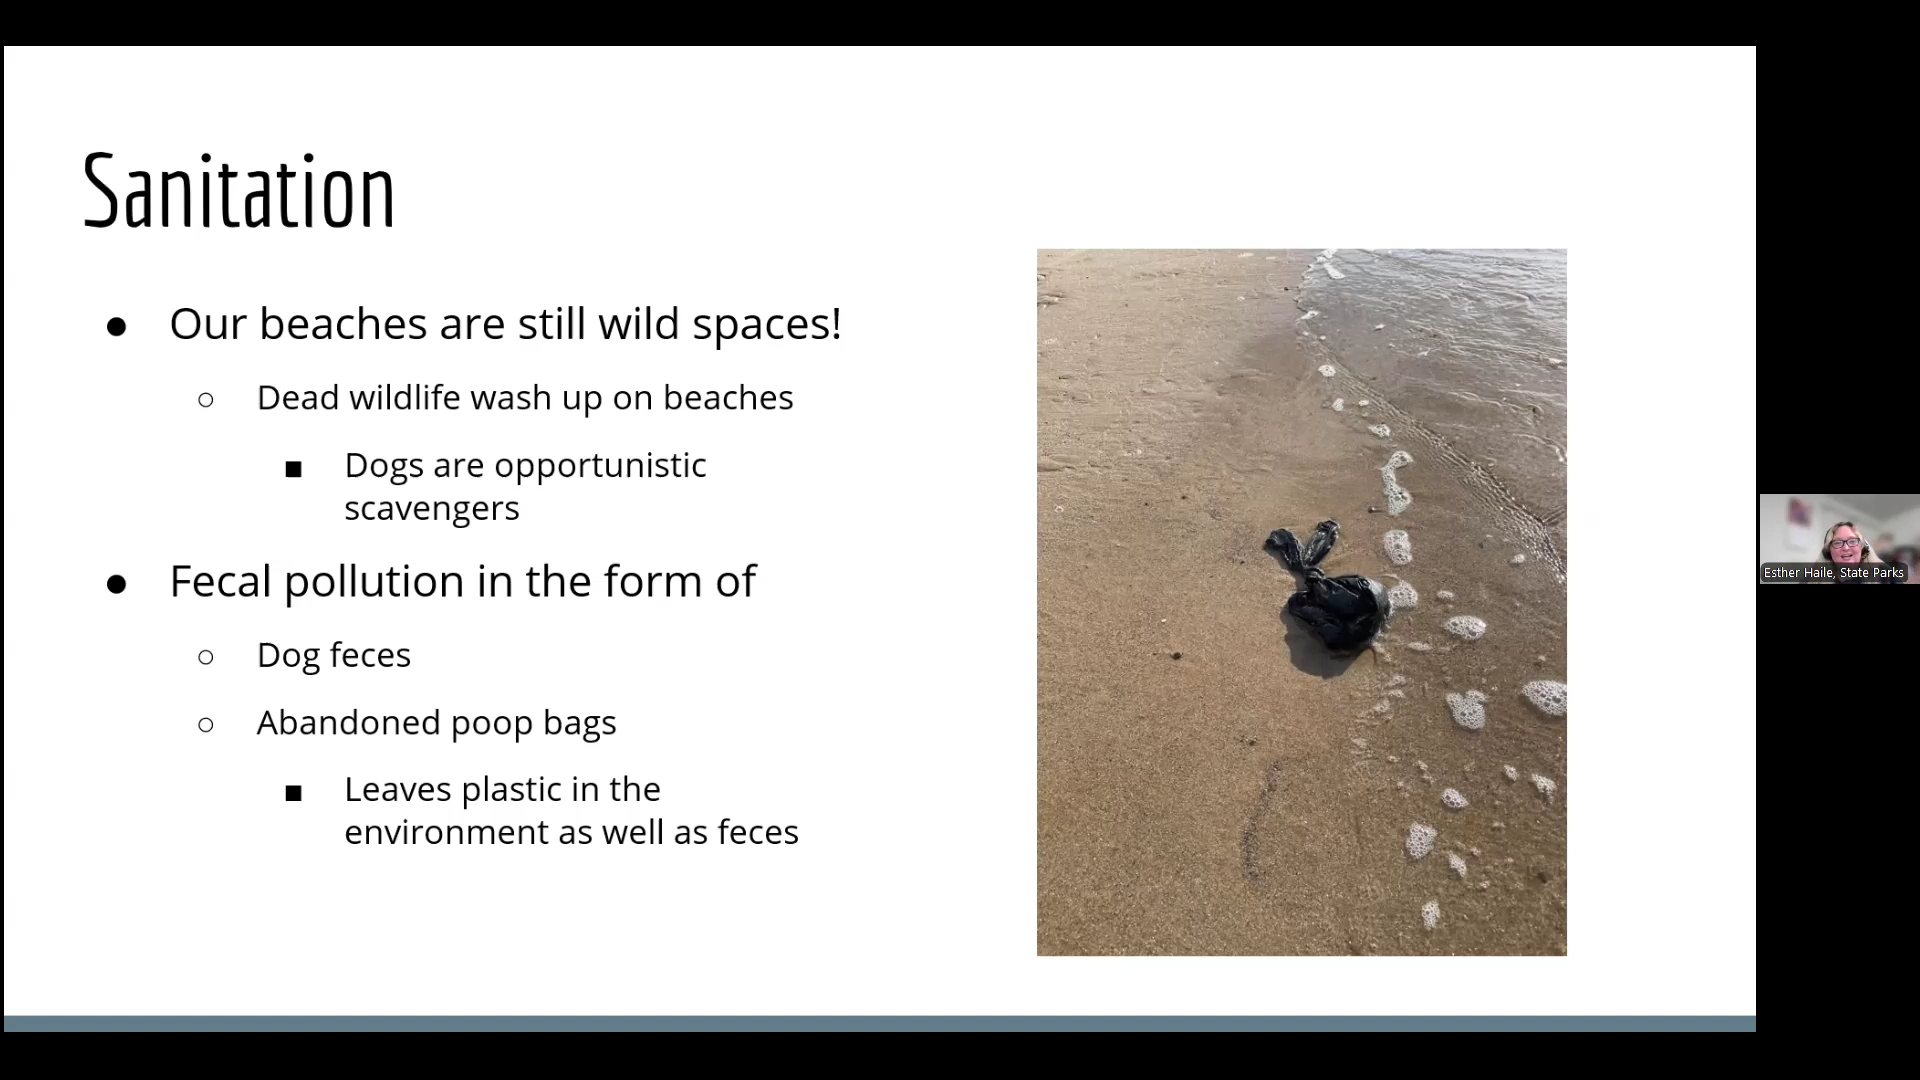 Sanitation
● Our beaches are still wild spaces!
○ Dead wildlife wash up on beaches
■ Dogs are opportunistic
scavengers
● Fecal pollution in the form of
○ Dog feces
○ Abandoned poop bags
■ Leaves plastic in the
environment as well as feces
Esther Haile, State Parks